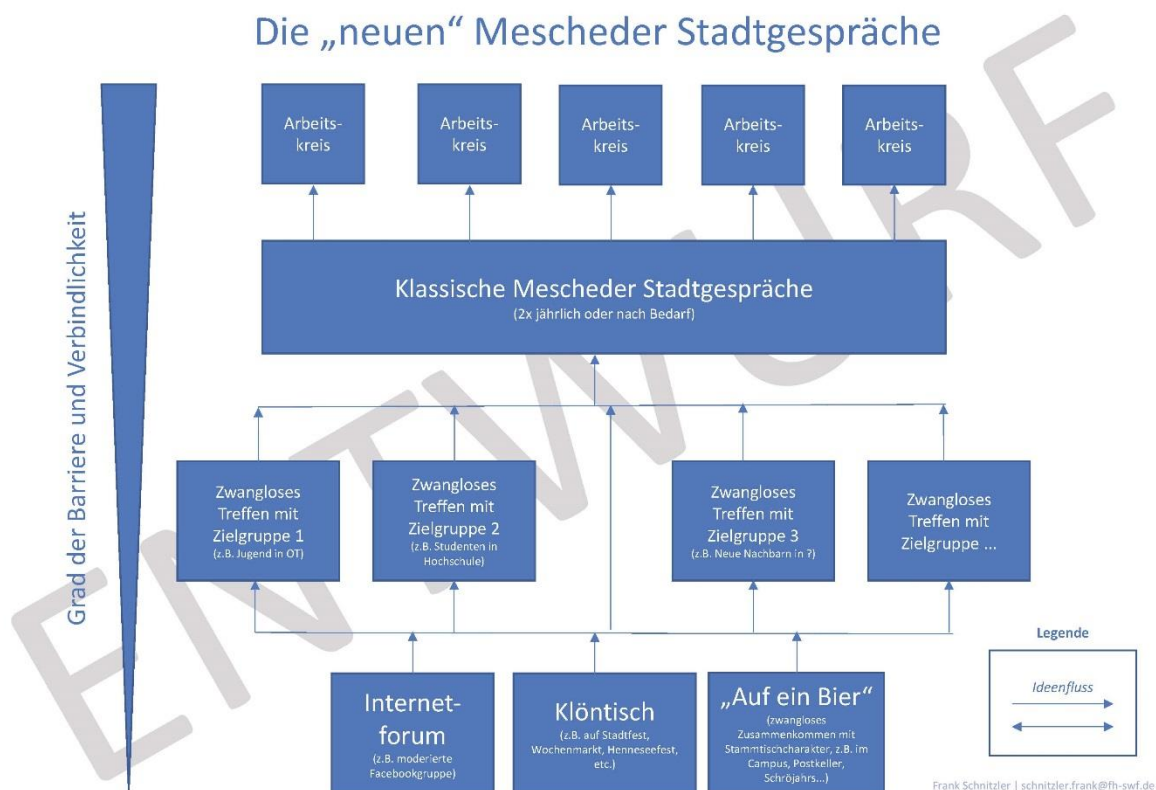 Die „neuen“ Mescheder Stadtgespräche
Grad der Barriere und Verbindlichkeit
Arbeits-
kreis
Arbeits-
kreis
Arbeits-
kreis
Arbeits-
kreis
Arbeits-
kreis
Klassische Mescheder Stadtgespräche
(2x jährlich oder nach Bedarf)
Zwangloses
Treffen mit
Zielgruppe 1
(z.B. Jugend in OT)
Zwangloses
Treffen mit
Zielgruppe 2
(z.B. Studenten in
Hochschule)
Zwangloses
Treffen mit
Zielgruppe 3
(z.B. Neue Nachbarn in ?)
Zwangloses
Treffen mit
Zielgruppe ...
Internet-
forum
(z.B. moderierte
Facebookgruppe)
Klöntisch
(z.B. auf Stadtfest,
Wochenmarkt, Henneseefest,
etc.)
„Auf ein Bier“
(zwangloses
Zusammenkommen mit
Stammtischcharakter, z.B. im
Campus, Postkeller,
Schröjahrs...)
Legende
Ideenfluss
ENTWURF
Frank Schnitzler | schnitzler.frank@fh-swf.de